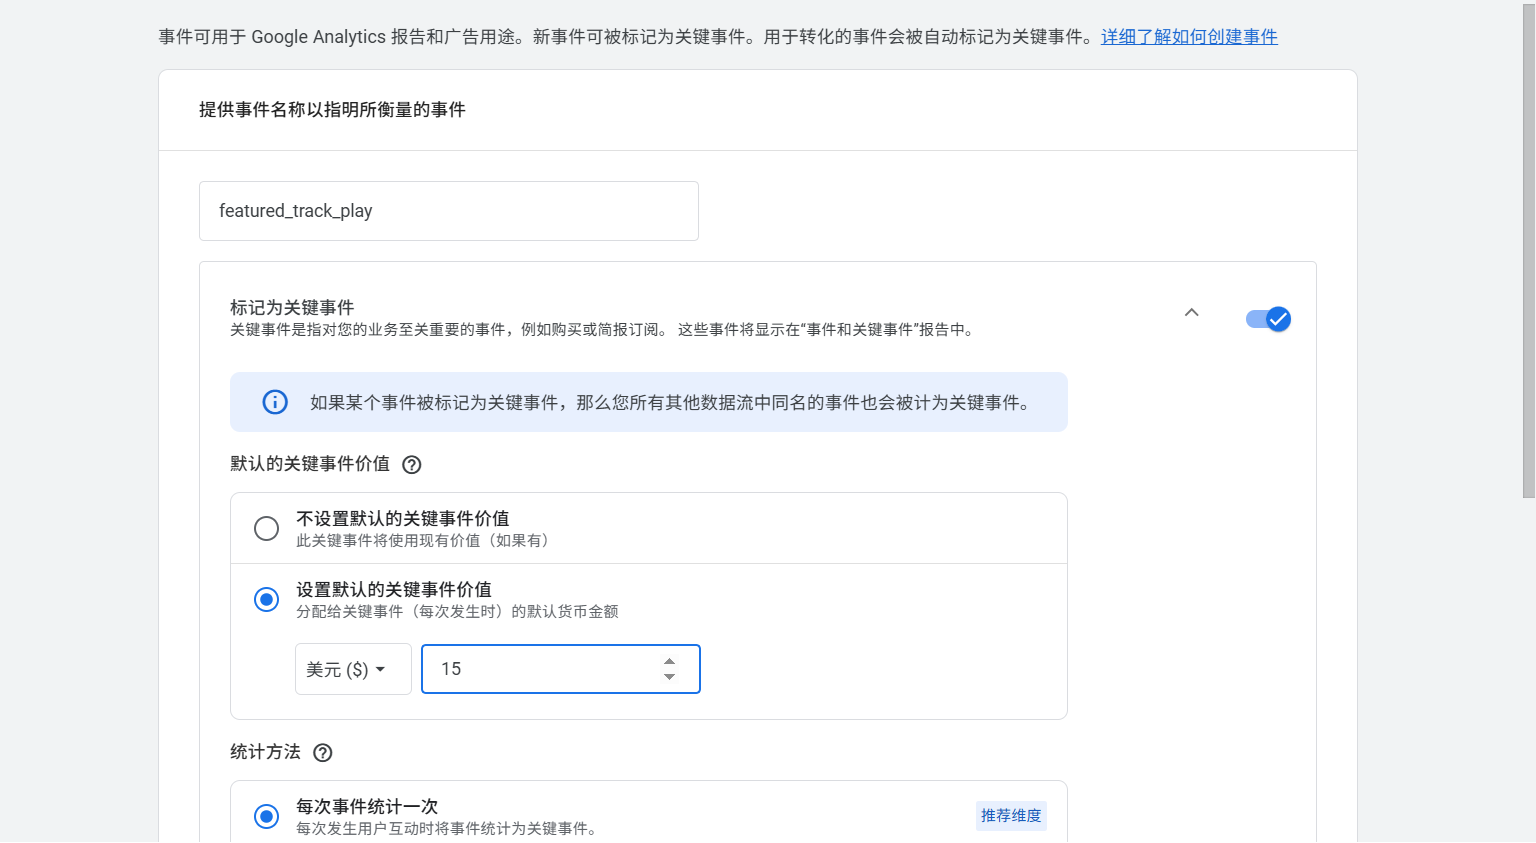 事件可用于 Google Analytics 报告和广告用途。新事件可被标记为关键事件。用于转化的事件会被自动标记为关键事件。详细了解如何创建事件
提供事件名称以指明所衡量的事件
featured_track_play
标记为关键事件
关键事件是指对您的业务至关重要的事件，例如购买或简报订阅。 这些事件将显示在“事件和关键事件”报告中。
如果某个事件被标记为关键事件，那么您所有其他数据流中同名的事件也会被计为关键事件。
默认的关键事件价值
不设置默认的关键事件价值
此关键事件将使用现有价值（如果有）
设置默认的关键事件价值
分配给关键事件（每次发生时）的默认货币金额
美元 ($)
15
统计方法
每次事件统计一次
推荐维度
每次发生用户互动时将事件统计为关键事件。